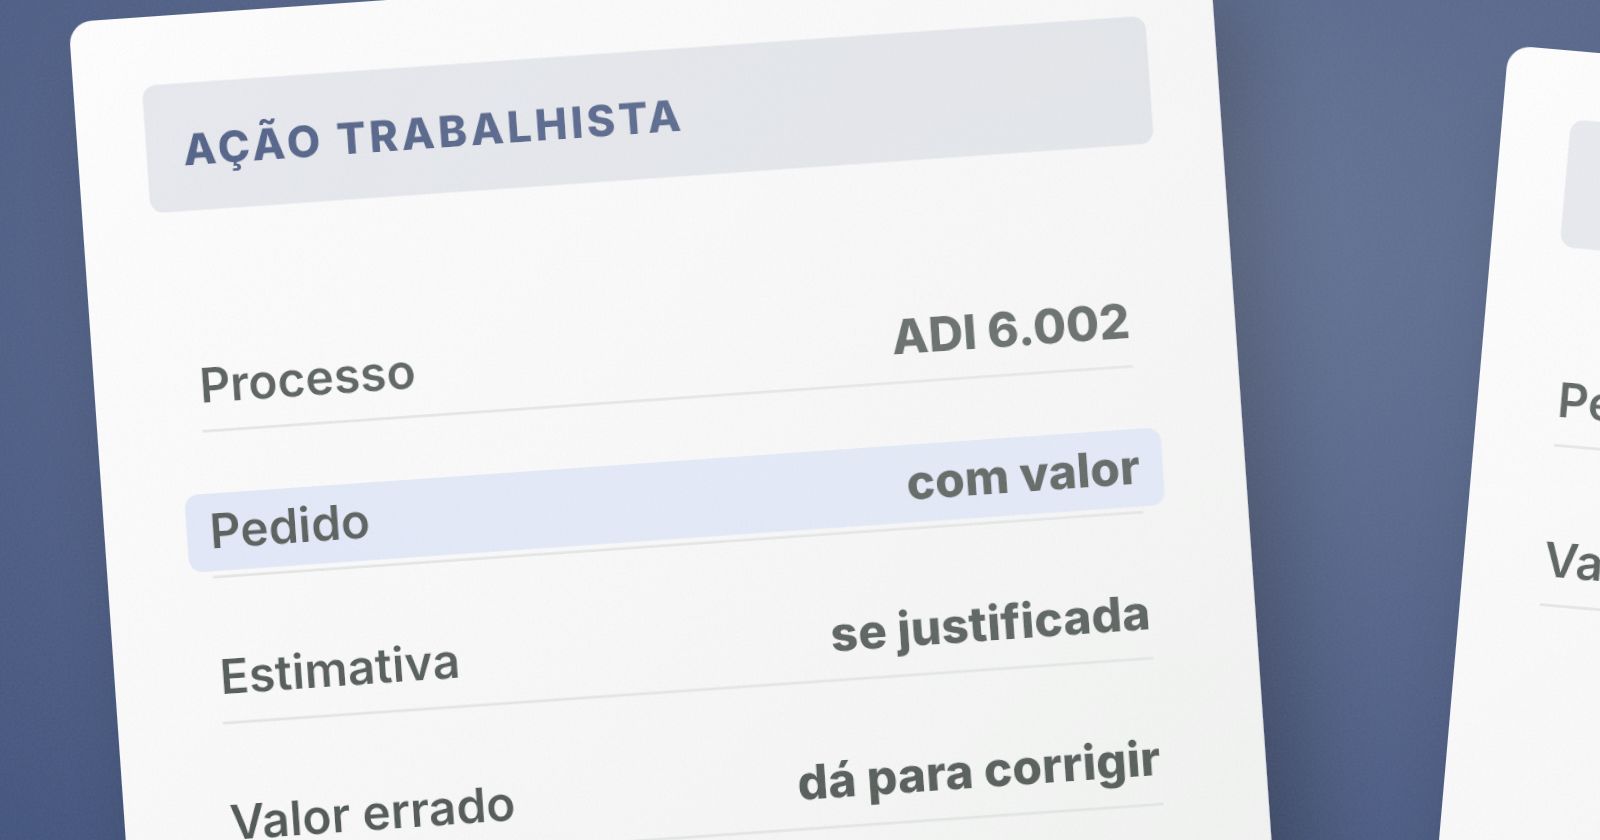 AÇÃO TRABALHISTA
Processo ADI 6.002
Pedido com valor
Estimativa se justificada
Valor errado dá para corrigir